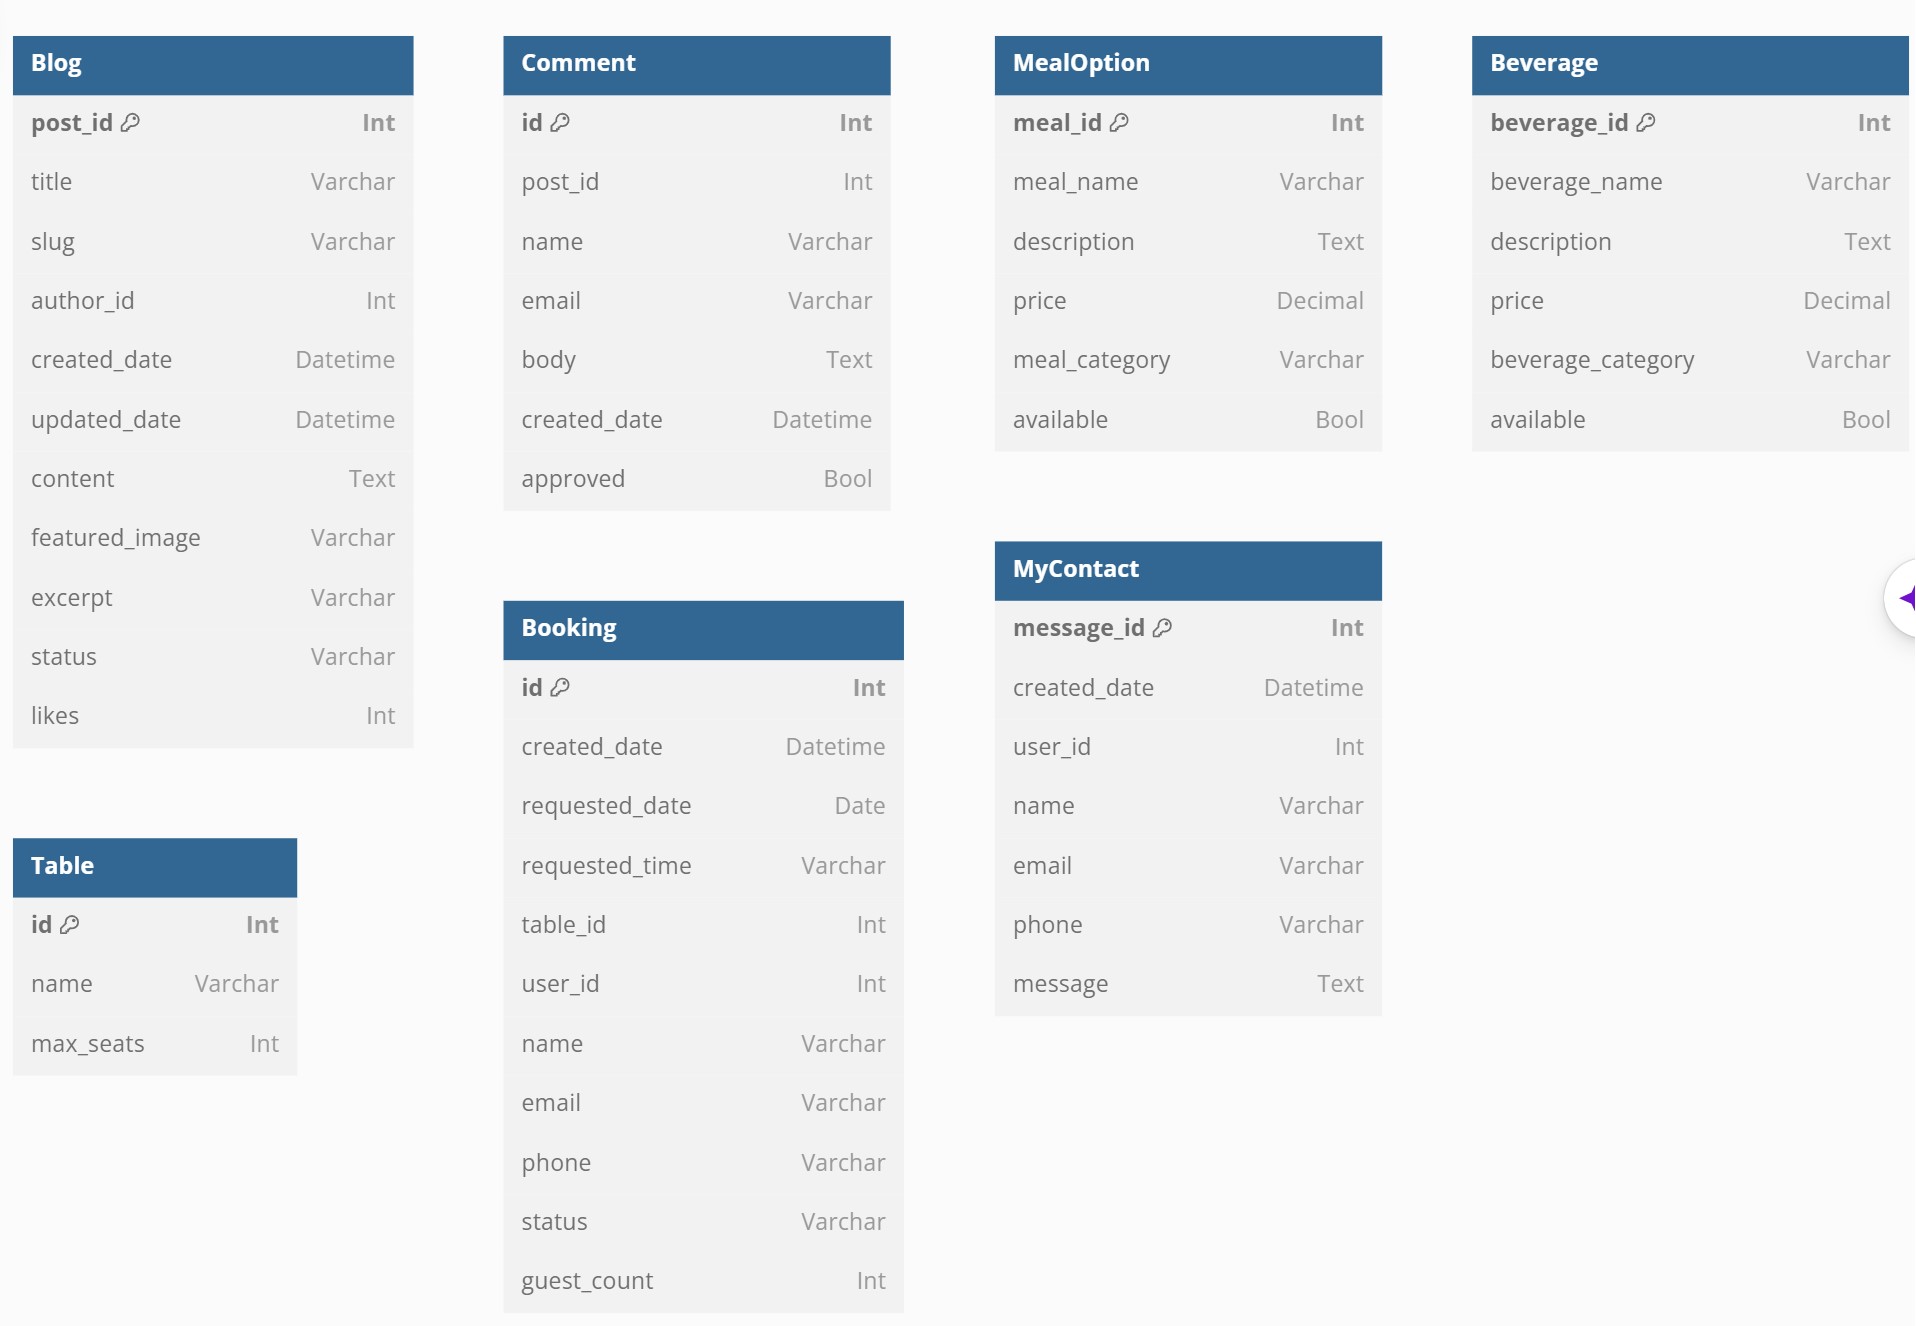 Blog
post_id Int
title Varchar
slug Varchar
author_id Int
created_date Datetime
updated_date Datetime
content Text
featured_image Varchar
excerpt Varchar
status Varchar
likes Int
Comment
id Int
post_id Int
name Varchar
email Varchar
body Text
created_date Datetime
approved Bool
MealOption
meal_id Int
meal_name Varchar
description Text
price Decimal
meal_category Varchar
available Bool
Beverage
beverage_id Int
beverage_name Varchar
description Text
price Decimal
beverage_category Varchar
available Bool
Table
id Int
name Varchar
max_seats Int
Booking
id Int
created_date Datetime
requested_date Date
requested_time Varchar
table_id Int
user_id Int
name Varchar
email Varchar
phone Varchar
status Varchar
guest_count Int
MyContact
message_id Int
created_date Datetime
user_id Int
name Varchar
email Varchar
phone Varchar
message Text